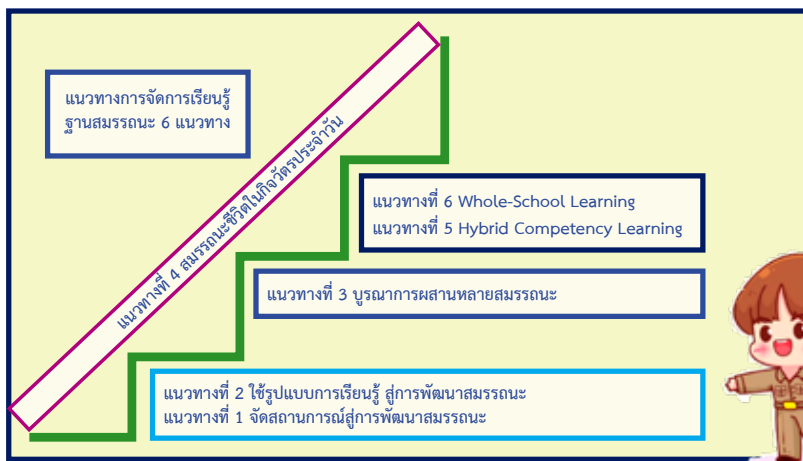 แนวทางการจัดการเรียนรู้
ฐานสมรรถนะ 6 แนวทาง
แนวทางที่ 4 สมรรถนะชีวิตในกิจวัตรประจำวัน
แนวทางที่ 6 Whole-School Learning
แนวทางที่ 5 Hybrid Competency Learning
แนวทางที่ 3 บูรณาการผสานหลายสมรรถนะ
แนวทางที่ 2 ใช้รูปแบบการเรียนรู้ สู่การพัฒนาสมรรถนะ
แนวทางที่ 1 จัดสถานการณ์สู่การพัฒนาสมรรถนะ